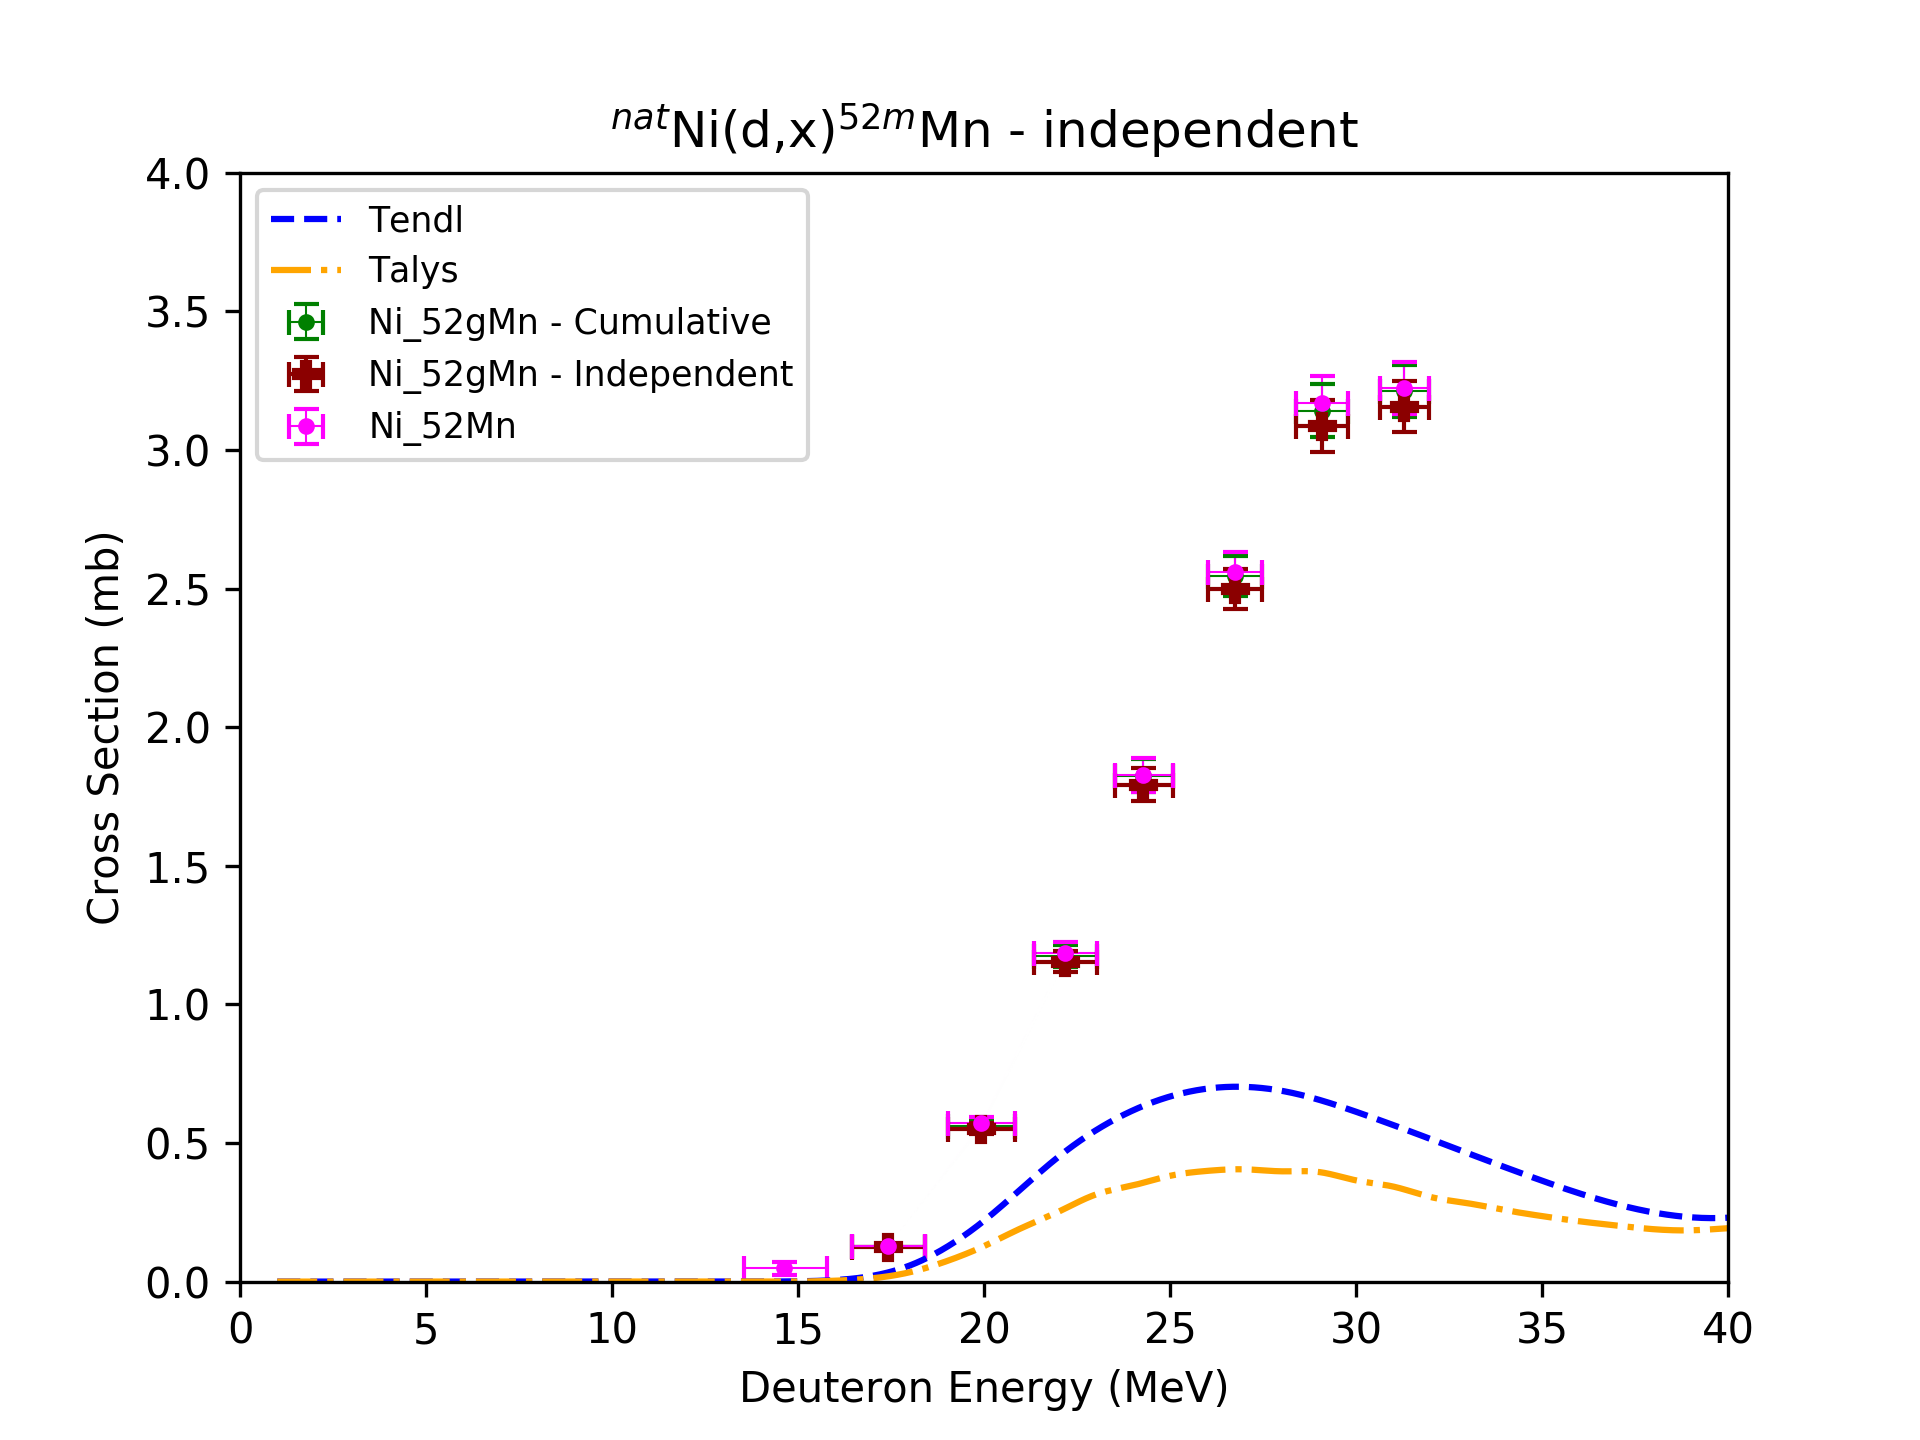 natNi(d,x)52mMn - independent
Tendl
Talys
Ni_52gMn - Cumulative
Ni_52gMn - Independent
Ni_52Mn
Cross Section (mb)
4.0
3.5
3.0
2.5
2.0
1.5
1.0
0.5
0.0
0 5 10 15 20 25 30 35 40
Deuteron Energy (MeV)